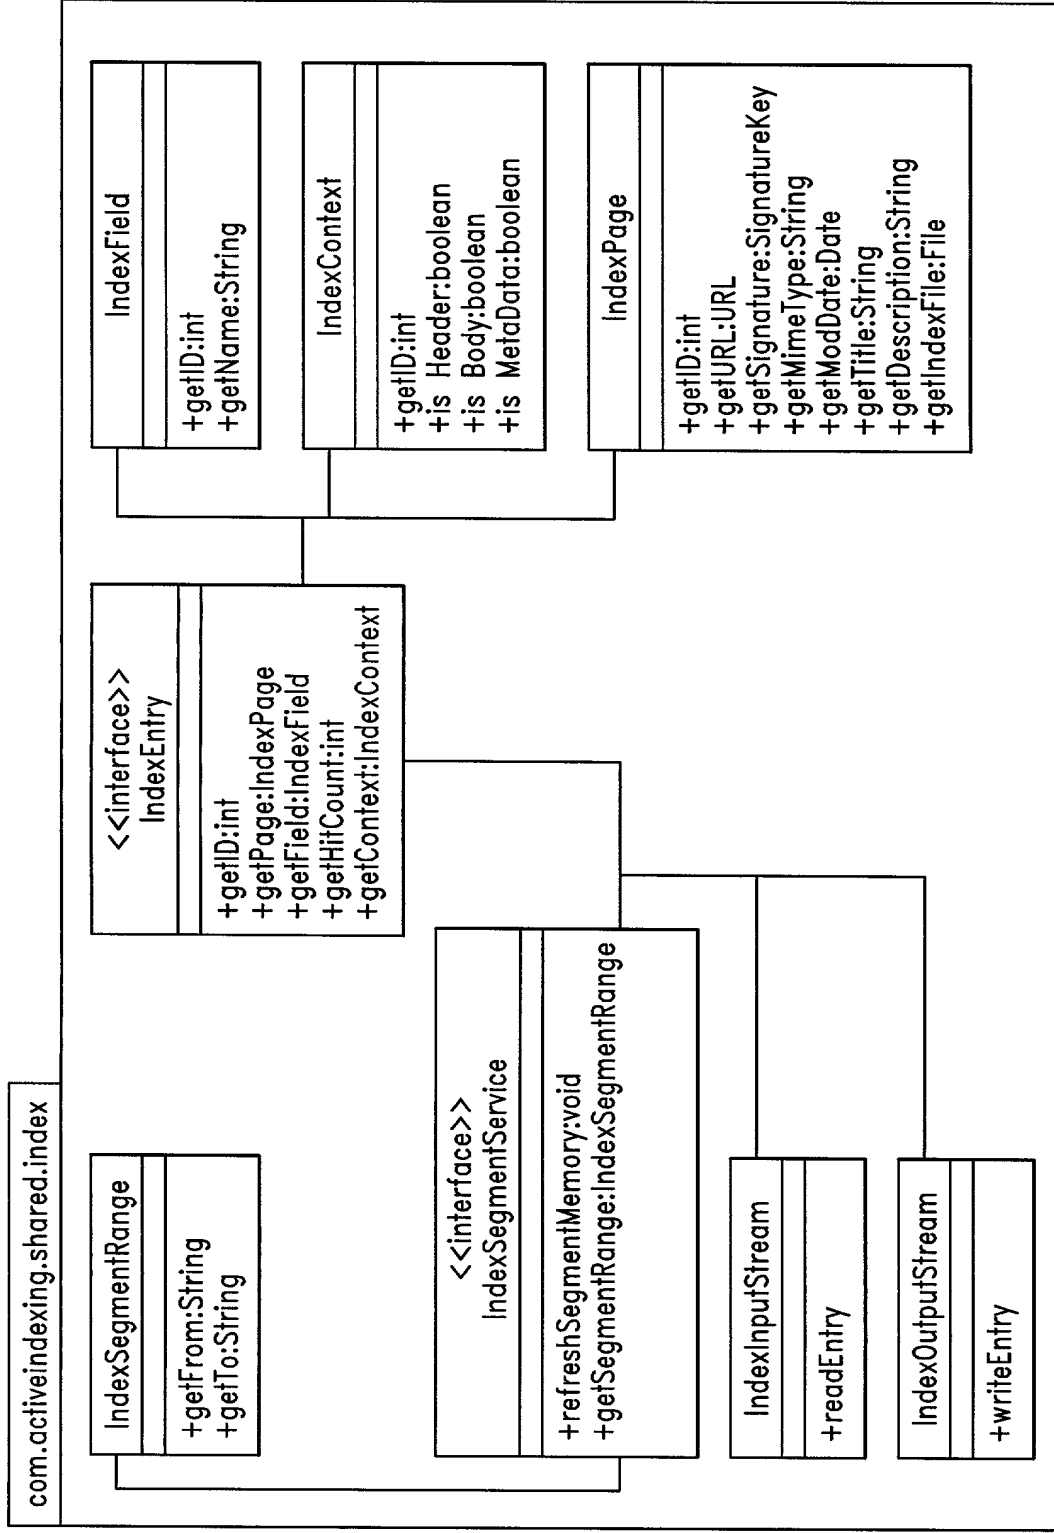 com.activeindexing.shared.index
IndexSegmentRange
+getFrom:String
+getTo:String
<<interface>>
IndexEntry
+getID:int
+getPage:IndexPage
+getField:IndexField
+getHitCount:int
+getContext:IndexContext
IndexField
+getID:int
+getName:String
IndexContext
+getID:int
+is Header:boolean
+is Body:boolean
+is MetaData:boolean
<<interface>>
IndexSegmentService
+refreshSegmentMemory:void
+getSegmentRange:IndexSegmentRange
IndexPage
+getID:int
+getURL:URL
+getSignature:SignatureKey
+getMimeType:String
+getModDate:Date
+getTitle:String
+getDescription:String
+getIndexFile:File
IndexInputStream
+readEntry
IndexOutputStream
+writeEntry